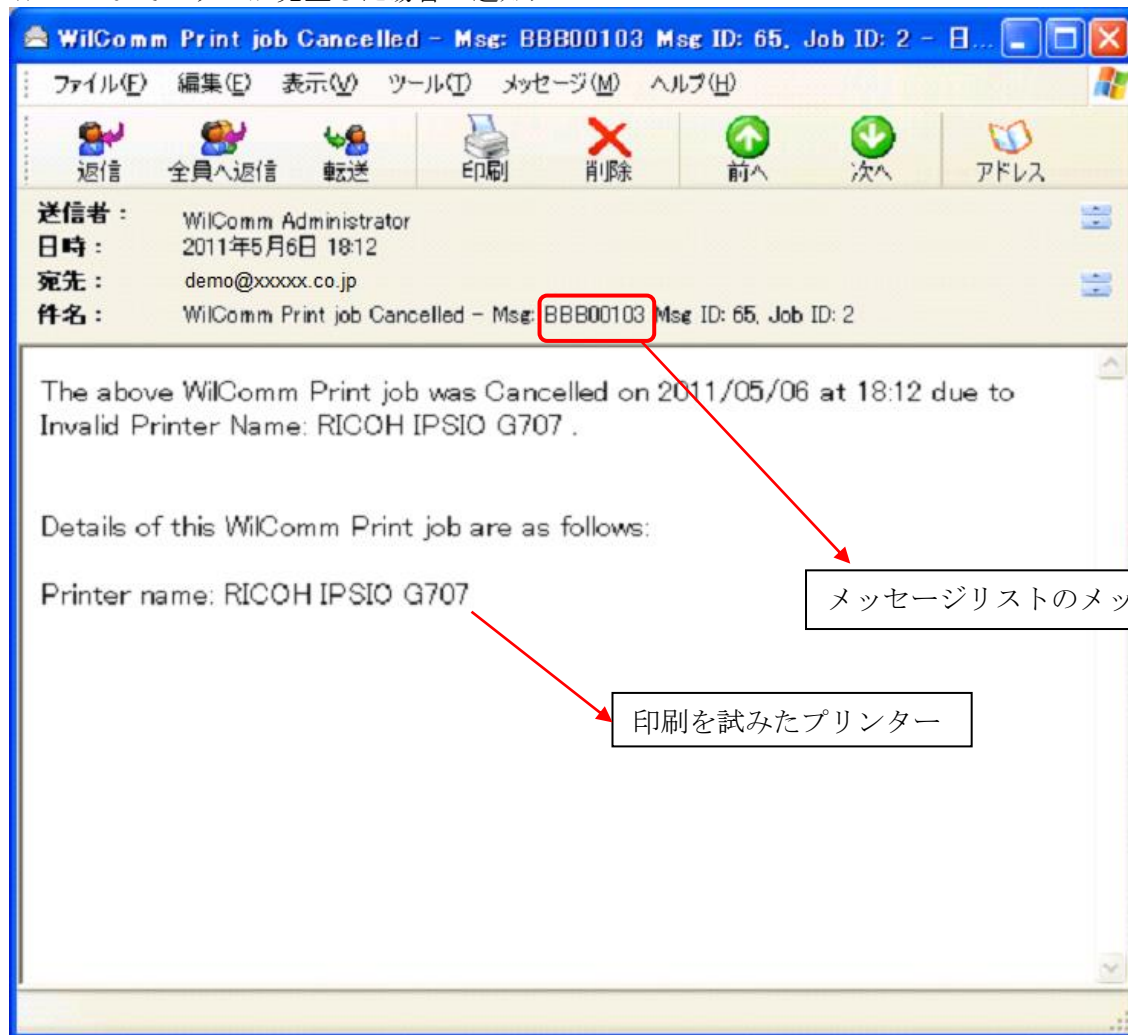 WilComm Print job Cancelled - Msg: BBB00103 Msg ID: 65, Job ID: 2 - 日...
ファイル(F) 編集(E) 表示(V) ツール(T) メッセージ(M) ヘルプ(H)
返信 全員へ返信 転送 印刷 削除 前へ 次へ アドレス
送信者: WilComm Administrator
日時: 2011年5月6日 18:12
宛先: demo@xxxxx.co.jp
件名: WilComm Print job Cancelled - Msg: BBB00103 Msg ID: 65, Job ID: 2
The above WilComm Print job was Cancelled on 2011/05/06 at 18:12 due to
Invalid Printer Name: RICOH IPSIO G707 .
Details of this WilComm Print job are as follows:
Printer name: RICOH IPSIO G707
メッセージリストのメッ
印刷を試みたプリンター